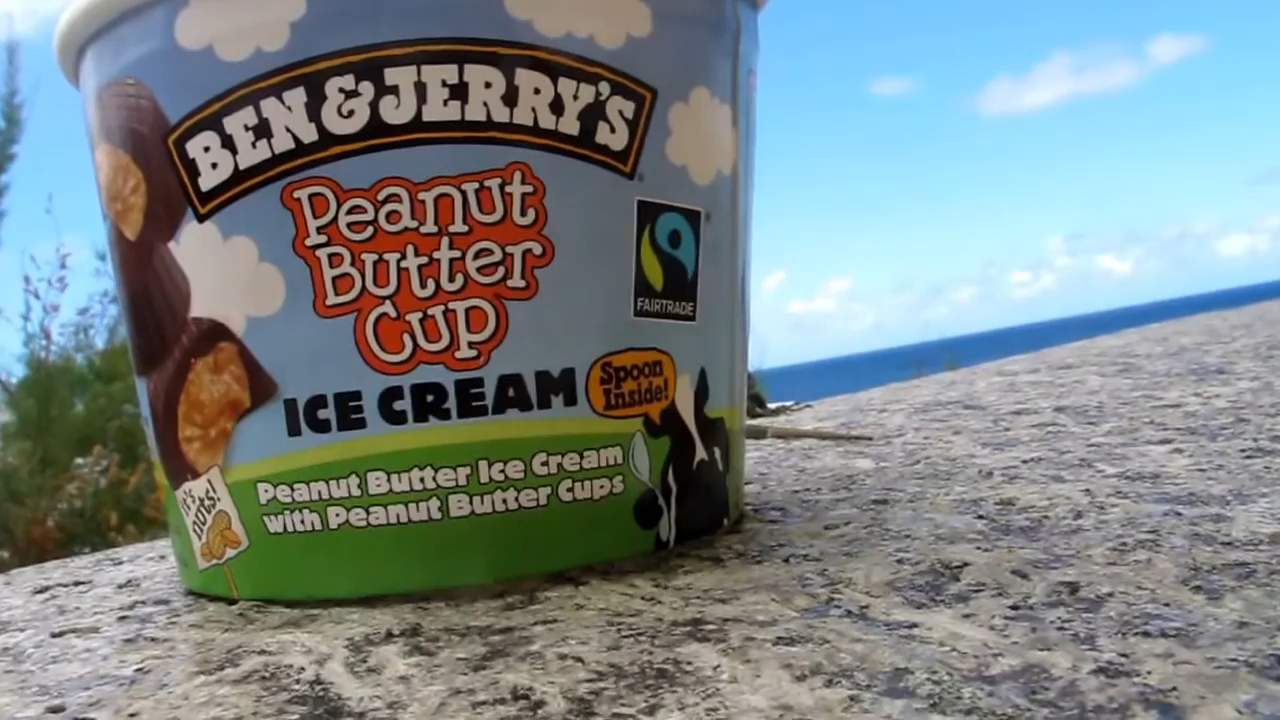 BEN & JERRY'S
Peanut
Butter
Cup
FAIRTRADE
ICE CREAM
Spoon
Inside!
Peanut Butter Ice Cream
with Peanut Butter Cups
it's
nuts!